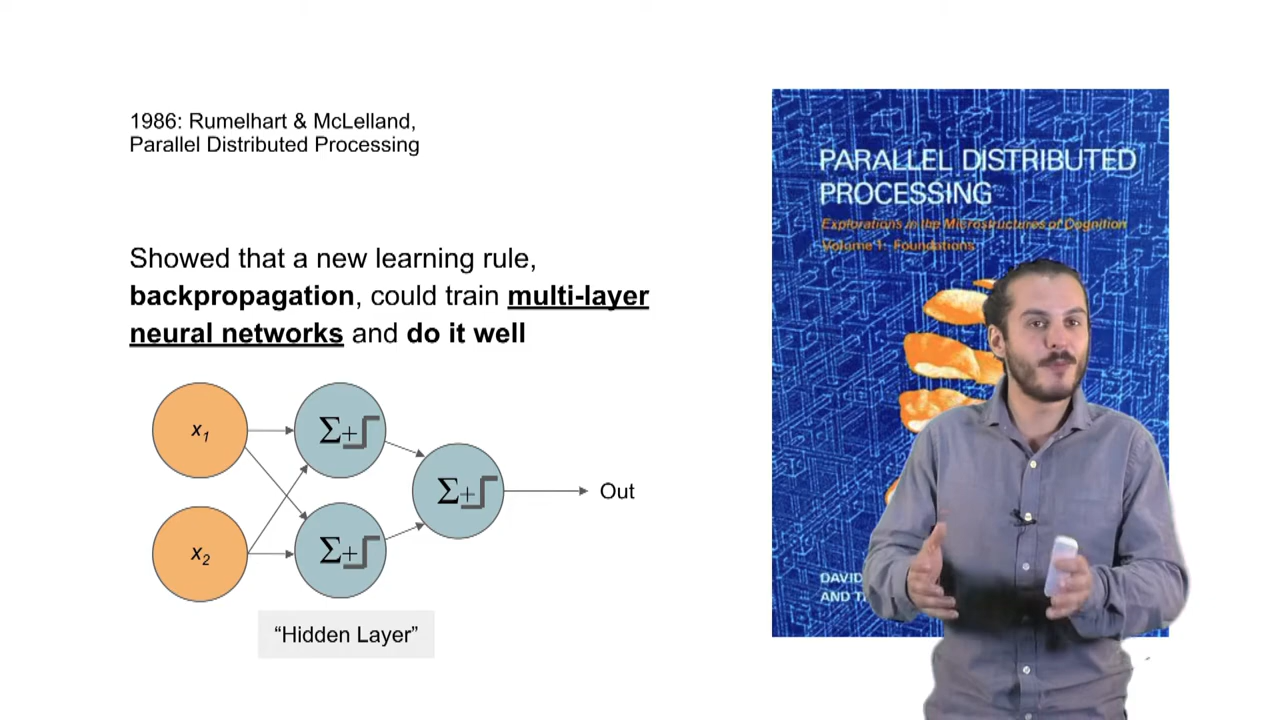 1986: Rumelhart & McLelland,
Parallel Distributed Processing
Showed that a new learning rule,
backpropagation, could train multi-layer
neural networks and do it well
x1
x2
Σ+
Σ+
Σ+
Out
“Hidden Layer”
PARALLEL DISTRIBUTED
PROCESSING
Explorations in the Microstructures of Cognition
Volume 1: Foundations
DAVID
AND